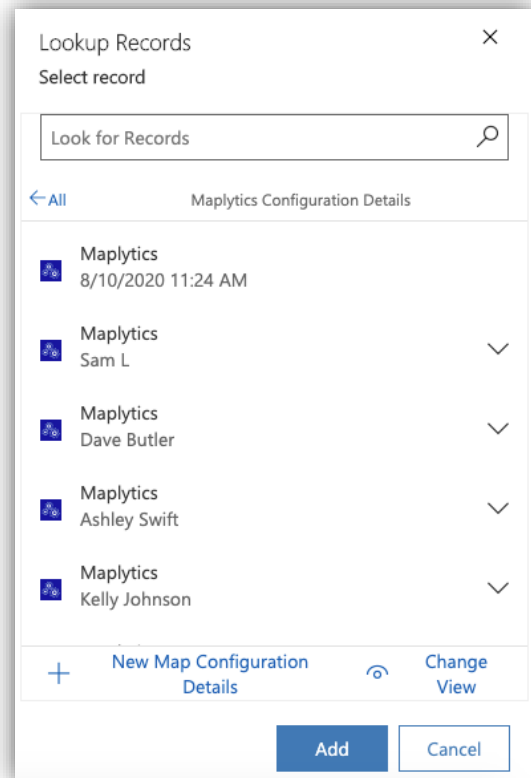 Lookup Records
Select record
Look for Records
All
Maplytics Configuration Details
Maplytics
8/10/2020 11:24 AM
Maplytics
Sam L
Maplytics
Dave Butler
Maplytics
Ashley Swift
Maplytics
Kelly Johnson
New Map Configuration
Details
Change
View
Add
Cancel